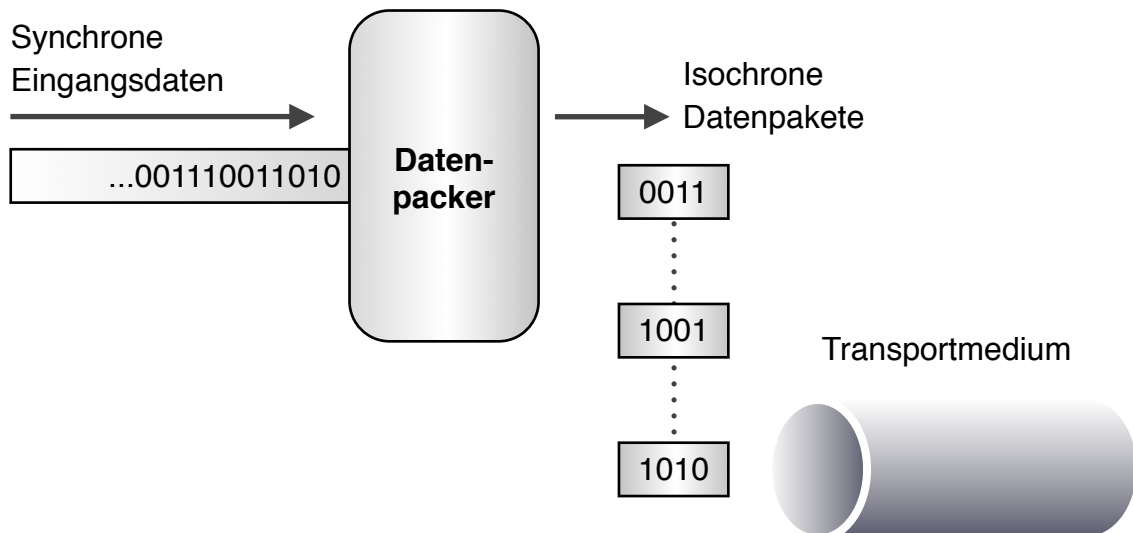 Synchrone
Eingangsdaten
...001110011010
Daten-
packer
Isochrone
Datenpakete
0011
1001
1010
Transportmedium